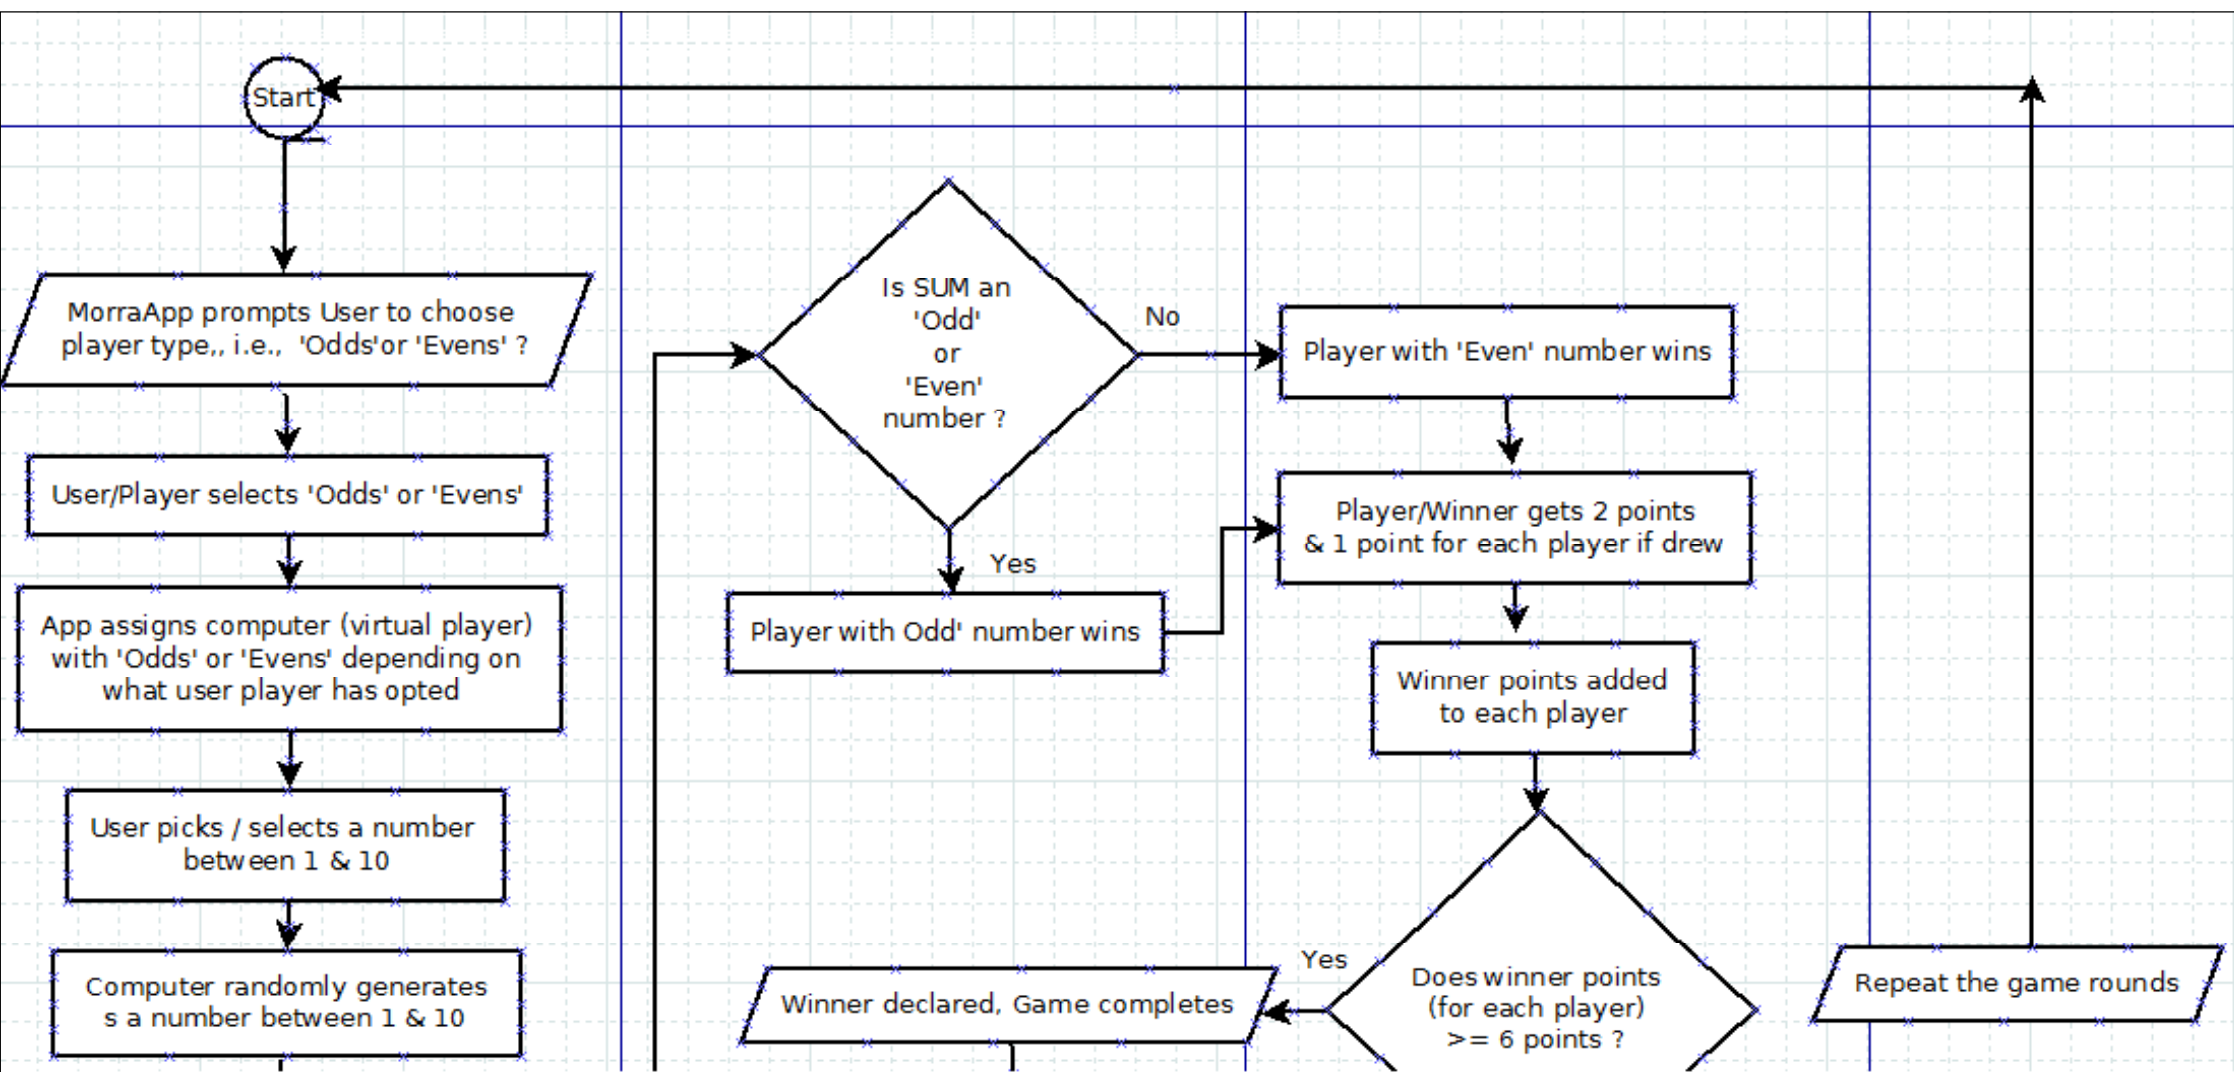 Start
MorraApp prompts User to choose
player type,, i.e.,  'Odds'or 'Evens' ?
User/Player selects 'Odds' or 'Evens'
App assigns computer (virtual player)
with 'Odds' or 'Evens' depending on
what user player has opted
User picks / selects a number
between 1 & 10
Computer randomly generates
s a number between 1 & 10
Is SUM an
'Odd'
or
'Even'
number ?
No
Yes
Player with Odd' number wins
Player with 'Even' number wins
Player/Winner gets 2 points
& 1 point for each player if drew
Winner points added
to each player
Does winner points
(for each player)
>= 6 points ?
Yes
Winner declared, Game completes
Repeat the game rounds